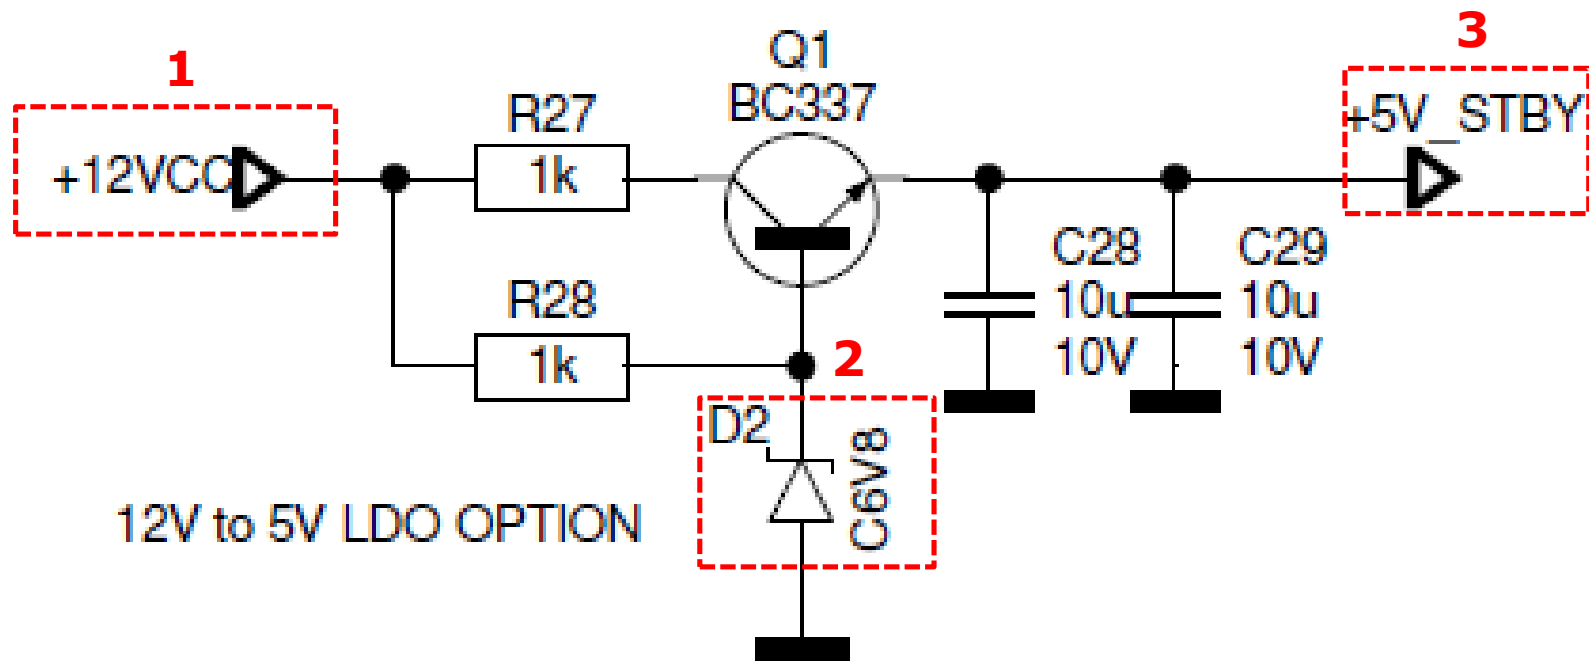 1
+12VCC
R27
1k
Q1
BC337
3
+5V_STBY
R28
1k
2
C28
10u
10V
C29
10u
10V
D2
C6V8
12V to 5V LDO OPTION